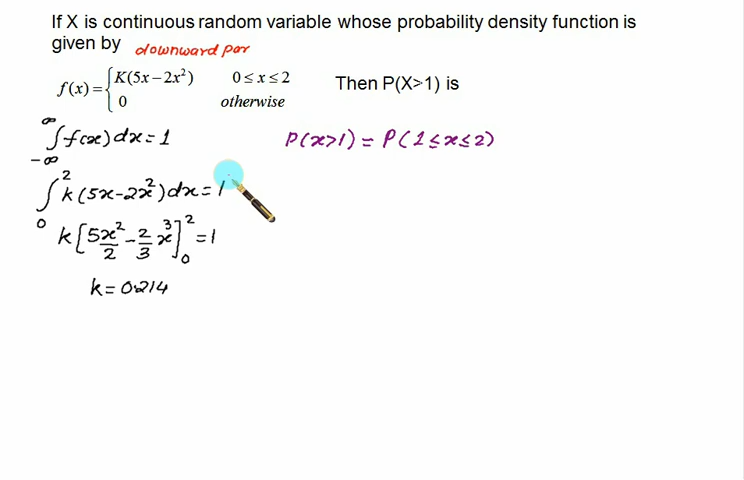 If X is continuous random variable whose probability density function is
given by downward par
f(x)={K(5x−2x²) 0≤x≤2
0 otherwise
Then P(X>1) is
∫_{-∞}^{∞} f(x)dx=1
P(x>1) = P(1≤x≤2)
∫_0^2 k(5x-2x²)dx=1
k[5x²/2 - 2/3 x³]_0^2 =1
k=0.214